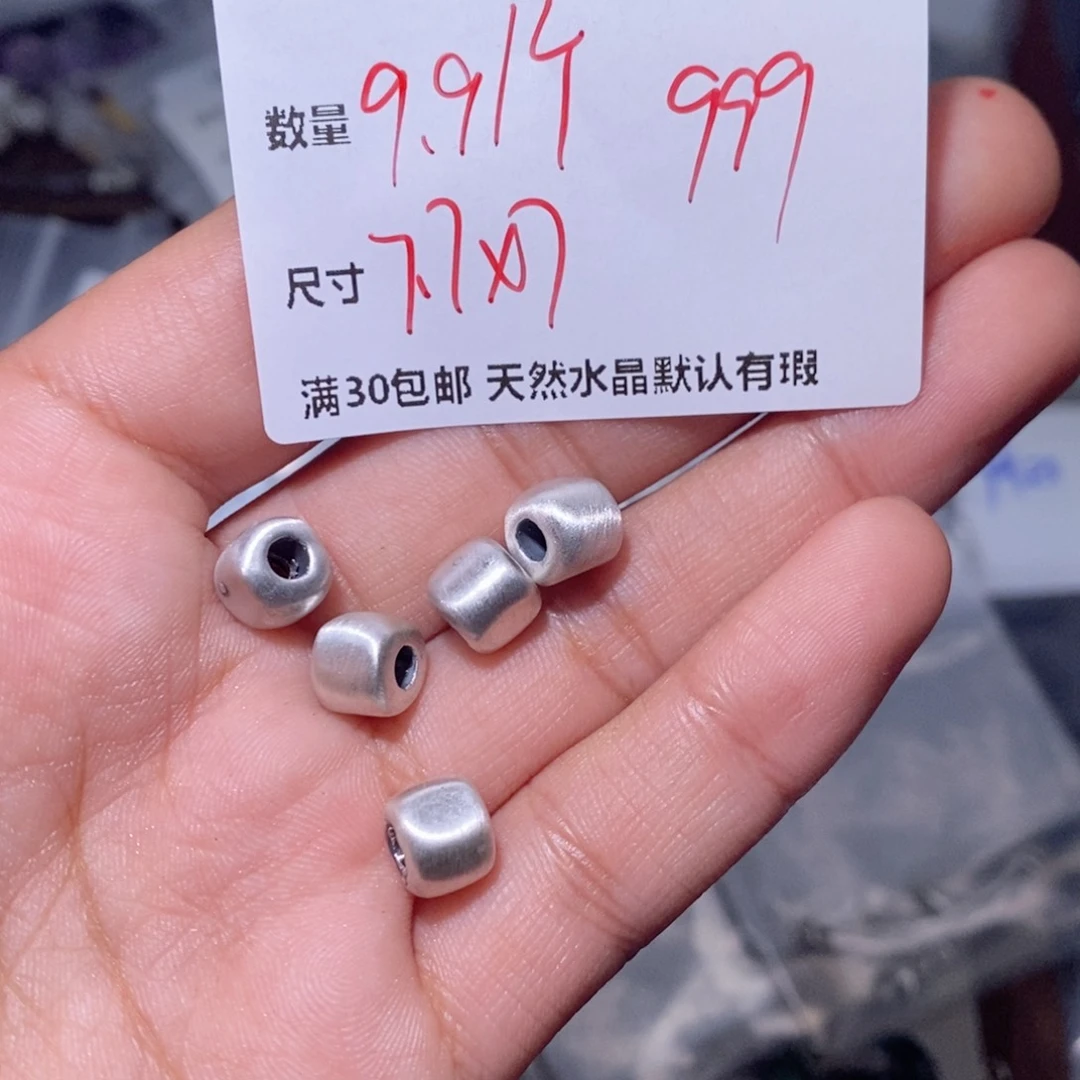 数量 9.9/个 999
尺寸 7.7x7
满30包邮 天然水晶默认有瑕